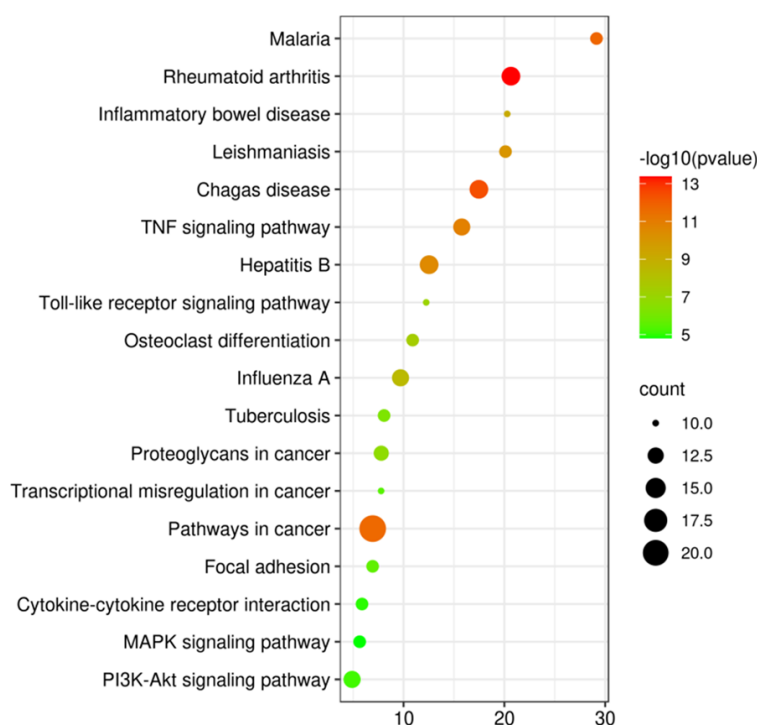 Malaria
Rheumatoid arthritis
Inflammatory bowel disease
Leishmaniasis
Chagas disease
TNF signaling pathway
Hepatitis B
Toll-like receptor signaling pathway
Osteoclast differentiation
Influenza A
Tuberculosis
Proteoglycans in cancer
Transcriptional misregulation in cancer
Pathways in cancer
Focal adhesion
Cytokine-cytokine receptor interaction
MAPK signaling pathway
PI3K-Akt signaling pathway
10 20 30
-log10(pvalue)
13
11
9
7
5
count
10.0
12.5
15.0
17.5
20.0